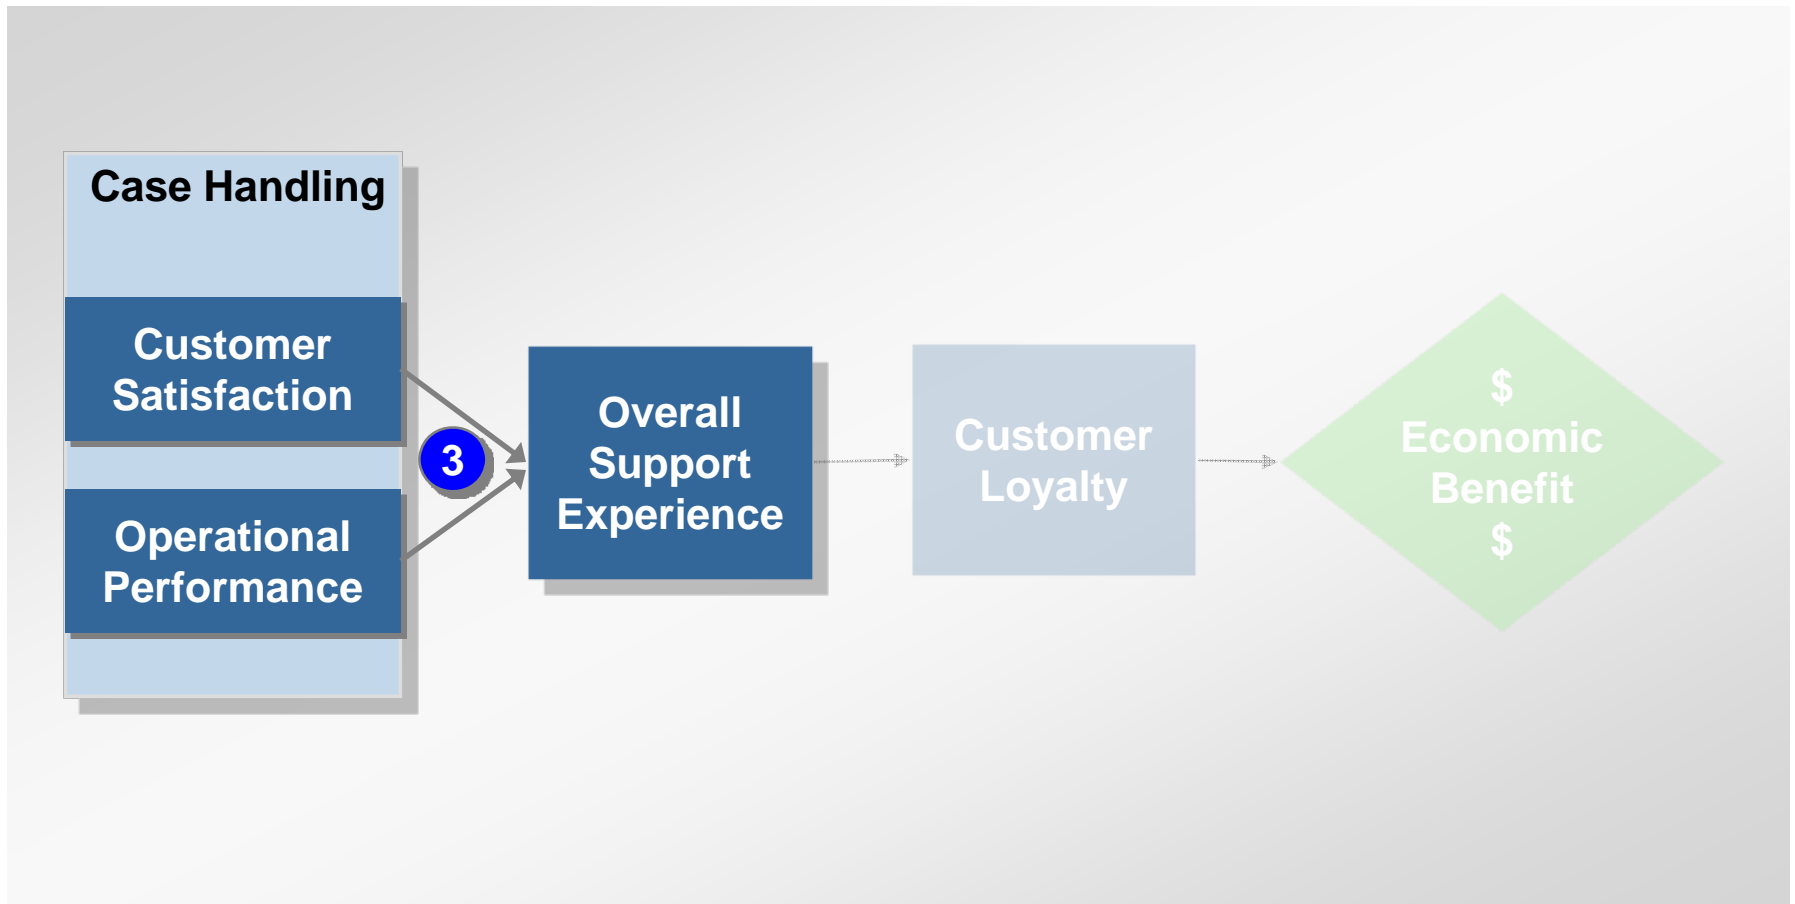 Case Handling
Customer
Satisfaction
Operational
Performance
3
Overall
Support
Experience
Customer
Loyalty
$
Economic
Benefit
$